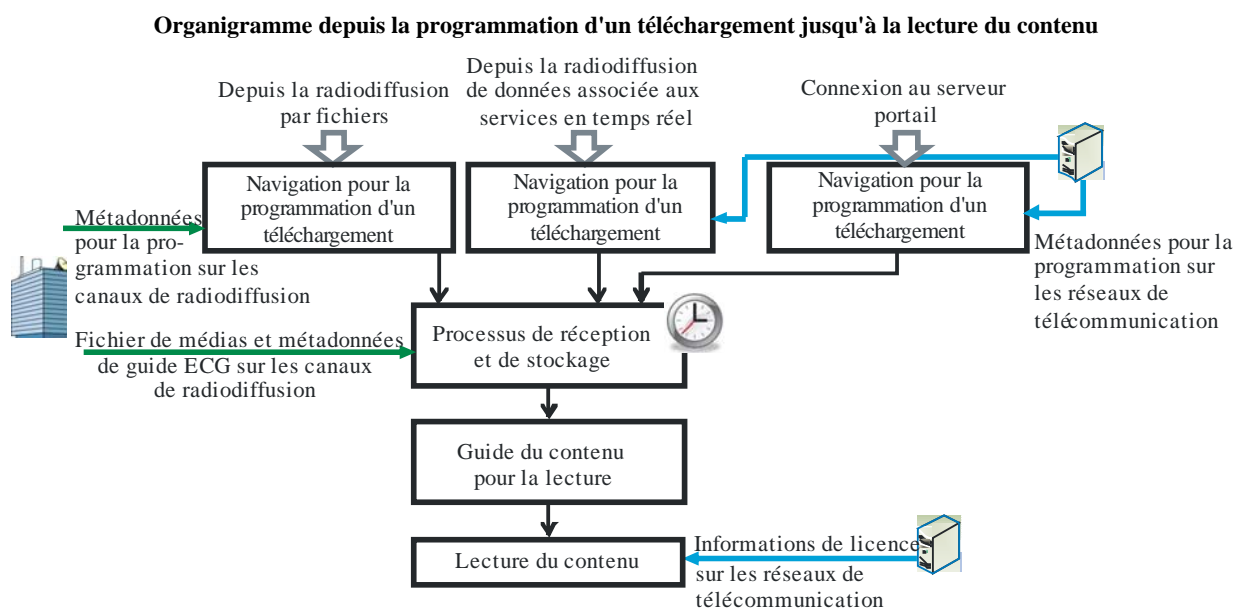 Organigramme depuis la programmation d'un téléchargement jusqu'à la lecture du contenu
Depuis la radiodiffusion
par fichiers
Depuis la radiodiffusion
de données associée aux
services en temps réel
Connexion au serveur
portail
Navigation pour la
programmation d'un
téléchargement
Navigation pour la
programmation d'un
téléchargement
Navigation pour la
programmation d'un
téléchargement
Métadonnées
pour la pro-
grammation sur les
canaux de radiodiffusion
Métadonnées pour la
programmation sur
les réseaux de
télécommunication
Processus de réception
et de stockage
Fichier de médias et métadonnées
de guide ECG sur les canaux
de radiodiffusion
Guide du contenu
pour la lecture
Lecture du contenu
Informations de licence
sur les réseaux de
télécommunication